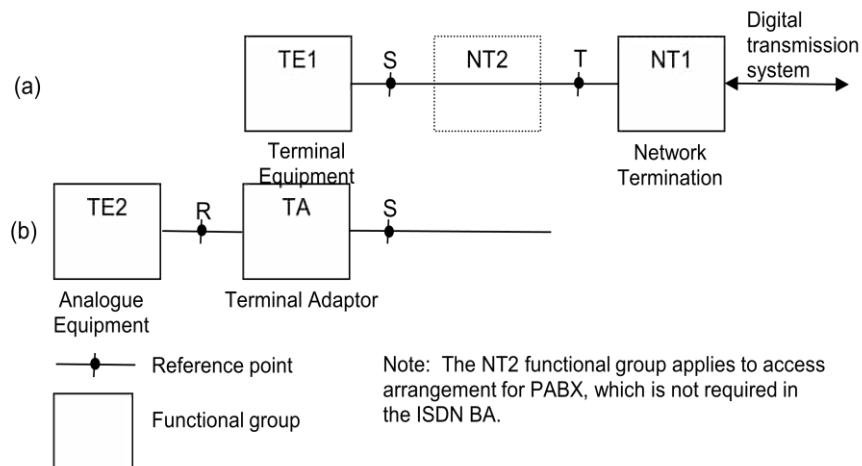 Digital
transmission
system
(a)
TE1
S
NT2
T
NT1
Terminal
Equipment
Network
Termination
(b)
TE2
R
TA
S
Analogue
Equipment
Terminal Adaptor
Reference point
Functional group
Note: The NT2 functional group applies to access
arrangement for PABX, which is not required in
the ISDN BA.